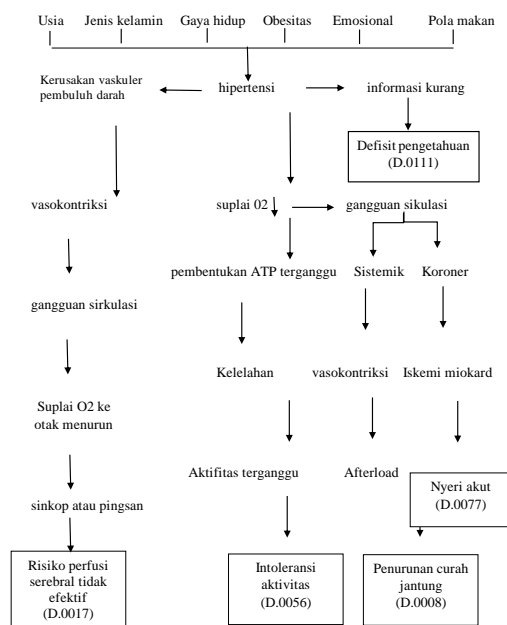 Usia Jenis kelamin Gaya hidup Obesitas Emosional Pola makan
Kerusakan vaskuler
pembuluh darah
hipertensi
informasi kurang
Defisit pengetahuan
(D.0111)
vasokontriksi
suplai 02
gangguan sikulasi
pembentukan ATP terganggu
Sistemik
Koroner
gangguan sirkulasi
Kelelahan
vasokontriksi
Iskemi miokard
Suplai O2 ke
otak menurun
Aktifitas terganggu
Afterload
Nyeri akut
(D.0077)
sinkop atau pingsan
Risiko perfusi
serebral tidak
efektif
(D.0017)
Intoleransi
aktivitas
(D.0056)
Penurunan curah
jantung
(D.0008)